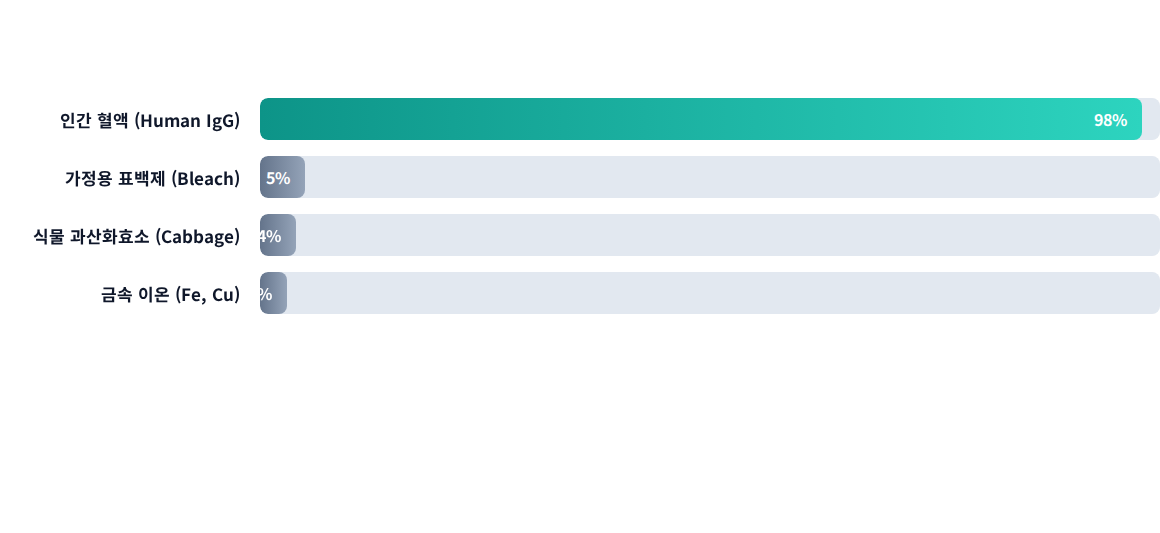 인간 혈액 (Human IgG) 98%
가정용 표백제 (Bleach) 5%
식물 과산화효소 (Cabbage) 4%
금속 이온 (Fe, Cu) %